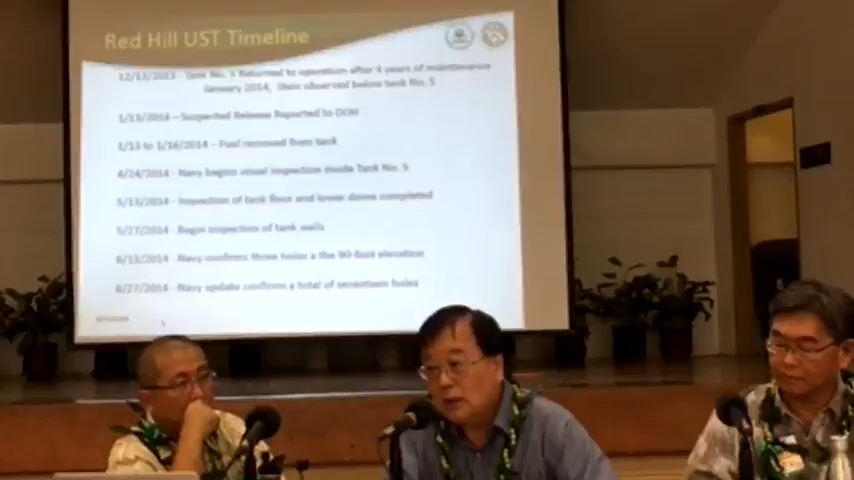 Red Hill UST Timeline
12/13/2013 - Tank No. 5 Returned to operation after 4 years of maintenance
January 2014, observed below tank No. 5
1/13/2014 – Suspected Release Reported to DOH
1/13 to 1/16/2014 – Fuel removed from tank
4/24/2014 - Navy begins visual inspection inside Tank No. 5
5/13/2014 - Inspection of tank floor and lower dome completed
5/27/2014 - Begin inspection of tank walls
6/13/2014 - Navy confirms three holes a the 90-foot elevation
6/27/2014 - Navy update confirms a total of seventeen holes